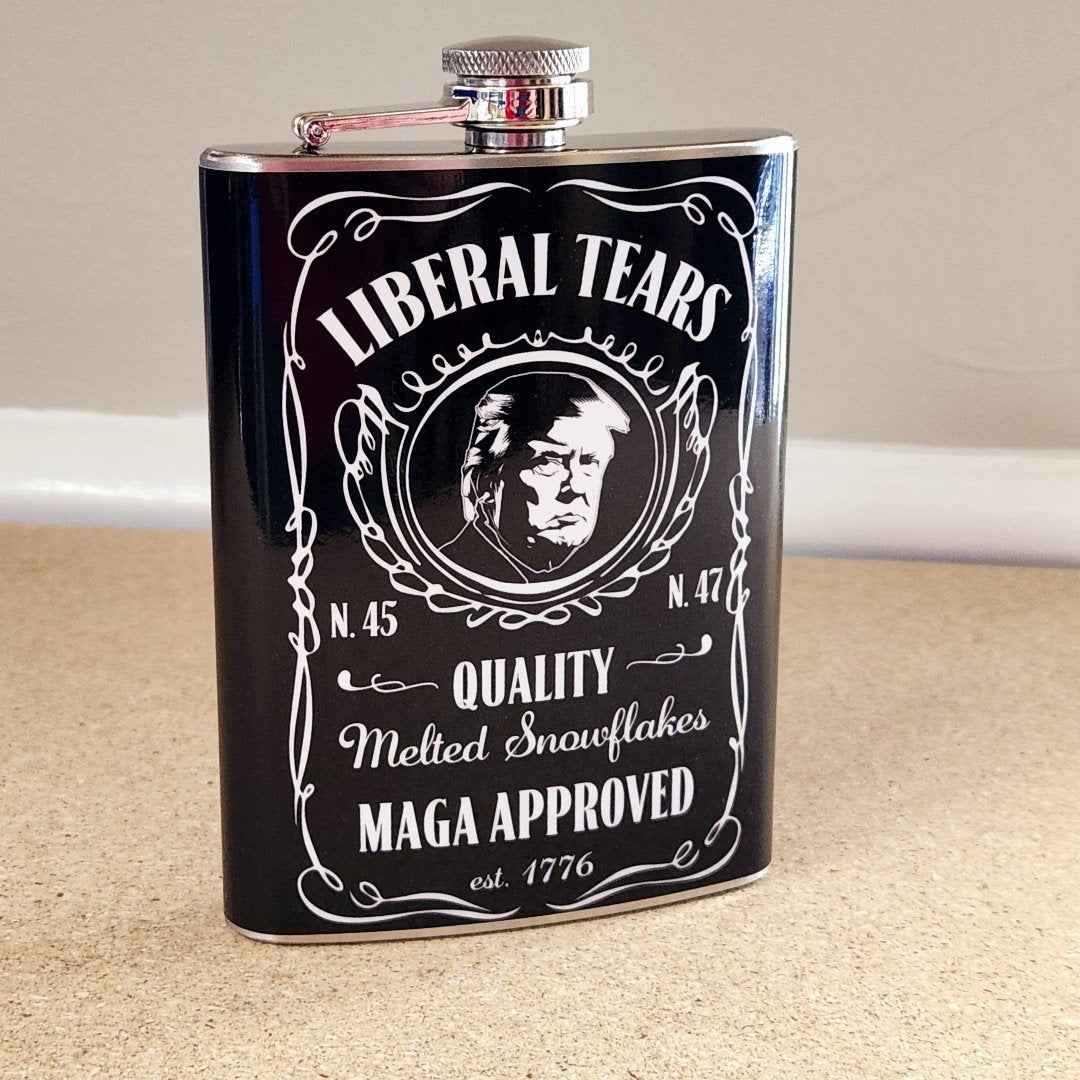 LIBERAL TEARS
N. 45
N. 47
QUALITY
Melted Snowflakes
MAGA APPROVED
est. 1776